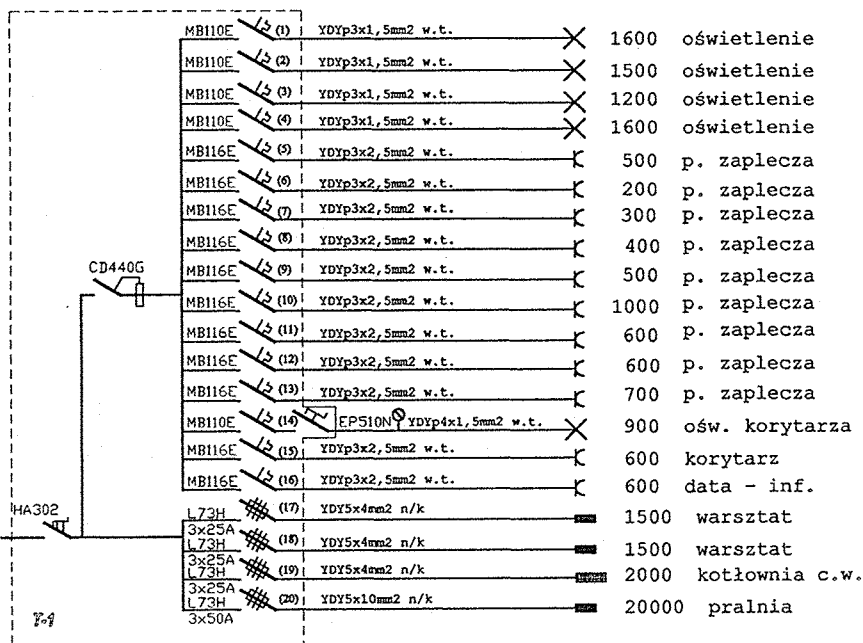 MB110E (1) YDYp3x1,5mm2 w.t. 1600 oświetlenie
MB110E (2) YDYp3x1,5mm2 w.t. 1500 oświetlenie
MB110E (3) YDYp3x1,5mm2 w.t. 1200 oświetlenie
MB110E (4) YDYp3x1,5mm2 w.t. 1600 oświetlenie
MB116E (5) YDYp3x2,5mm2 w.t. 500 p. zaplecza
MB116E (6) YDYp3x2,5mm2 w.t. 200 p. zaplecza
MB116E (7) YDYp3x2,5mm2 w.t. 300 p. zaplecza
MB116E (8) YDYp3x2,5mm2 w.t. 400 p. zaplecza
CD440G
MB116E (9) YDYp3x2,5mm2 w.t. 500 p. zaplecza
MB116E (10) YDYp3x2,5mm2 w.t. 1000 p. zaplecza
MB116E (11) YDYp3x2,5mm2 w.t. 600 p. zaplecza
MB116E (12) YDYp3x2,5mm2 w.t. 600 p. zaplecza
MB116E (13) YDYp3x2,5mm2 w.t. 700 p. zaplecza
MB110E (14) EP510N YDYp4x1,5mm2 w.t. 900 ośw. korytarza
MB116E (15) YDYp3x2,5mm2 w.t. 600 korytarz
MB116E (16) YDYp3x2,5mm2 w.t. 600 data - inf.
HA302
L73H (17) YDY5x4mm2 n/k 1500 warsztat
3x25A
L73H (18) YDY5x4mm2 n/k 1500 warsztat
3x25A
L73H (19) YDY5x4mm2 n/k 2000 kotłownia c.w.
3x25A
L73H (20) YDY5x10mm2 n/k 20000 pralnia
3x50A